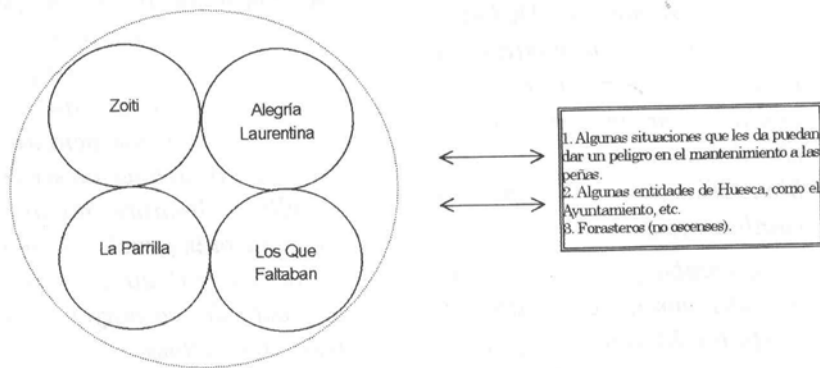 Zoiti
Alegría
Laurentina
La Parrilla
Los Que
Faltaban
1. Algunas situaciones que les da puedan
dar un peligro en el mantenimiento a las
peñas.
2. Algunas entidades de Huesca, como el
Ayuntamiento, etc.
3. Forasteros (no oscenses).